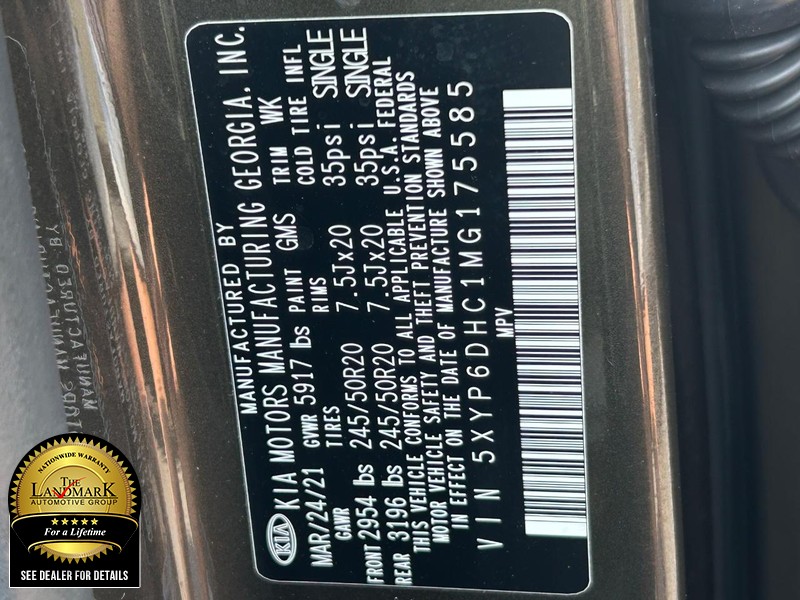 MANUFACTURED BY
KIA KIA MOTORS MANUFACTURING GEORGIA, INC.
MAR/24/21 GVWR 5917 lbs PAINT GMS TRIM WK
GAWR TIRES RIMS COLD TIRE INFL
FRONT 2954 lbs 245/50R20 7.5Jx20 35psi SINGLE
REAR 3196 lbs 245/50R20 7.5Jx20 35psi SINGLE
THIS VEHICLE CONFORMS TO ALL APPLICABLE U.S.A. FEDERAL
MOTOR VEHICLE SAFETY AND THEFT PREVENTION STANDARDS
IN EFFECT ON THE DATE OF MANUFACTURE SHOWN ABOVE
VIN 5XYP6DHC1MG175585
MPV
NATIONWIDE WARRANTY
THE
LANDMARK
AUTOMOTIVE GROUP
For a Lifetime
SEE DEALER FOR DETAILS